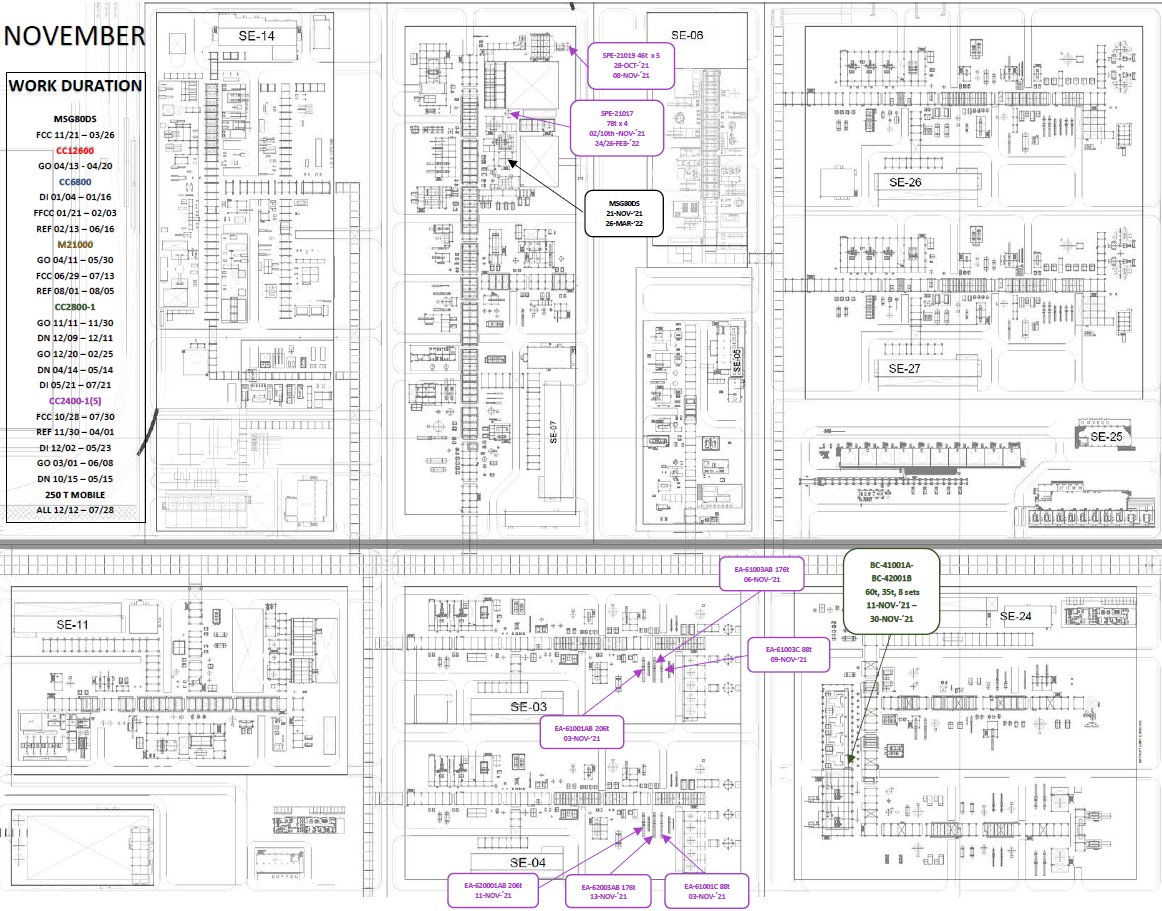 NOVEMBER
WORK DURATION
MSG80DS
FCC 11/21 – 03/26
CC12600
GO 04/13 - 04/20
CC6800
DI 01/04 – 01/16
FFCC 01/21 – 02/03
REF 02/13 – 06/16
M21000
GO 04/11 – 05/30
FCC 06/29 – 07/13
REF 08/01 – 08/05
CC2800-1
GO 11/11 – 11/30
DN 12/09 – 12/11
GO 12/20 – 02/25
DN 04/14 – 05/14
DI 05/21 – 07/21
CC2400-1(5)
FCC 10/28 – 07/30
REF 11/30 – 04/01
DI 12/02 – 05/23
GO 03/01 – 06/08
DN 10/15 – 05/15
250 T MOBILE
ALL 12/12 – 07/28
SE-14
SPE-21019 46t x 5
28-OCT-´21
08-NOV-´21
SE-06
SPE-21017
78t x 4
02/10th -NOV-´21
24/26-FEB-´22
MSG80DS
21-NOV-'21
26-MAR-'22
SE-26
SE-27
SE-05
SE-07
SE-25
SE-11
EA-61003AB 176t
06-NOV-´21
BC-41001A-
BC-42001B
60t, 35t, 8 sets
11-NOV-´21 –
30-NOV-´21
SE-24
EA-61003C 88t
09-NOV-´21
SE-03
EA-61001AB 206t
03-NOV-´21
SE-04
EA-620001AB 206t
11-NOV-´21
EA-62003AB 176t
13-NOV-´21
EA-61001C 88t
03-NOV-´21